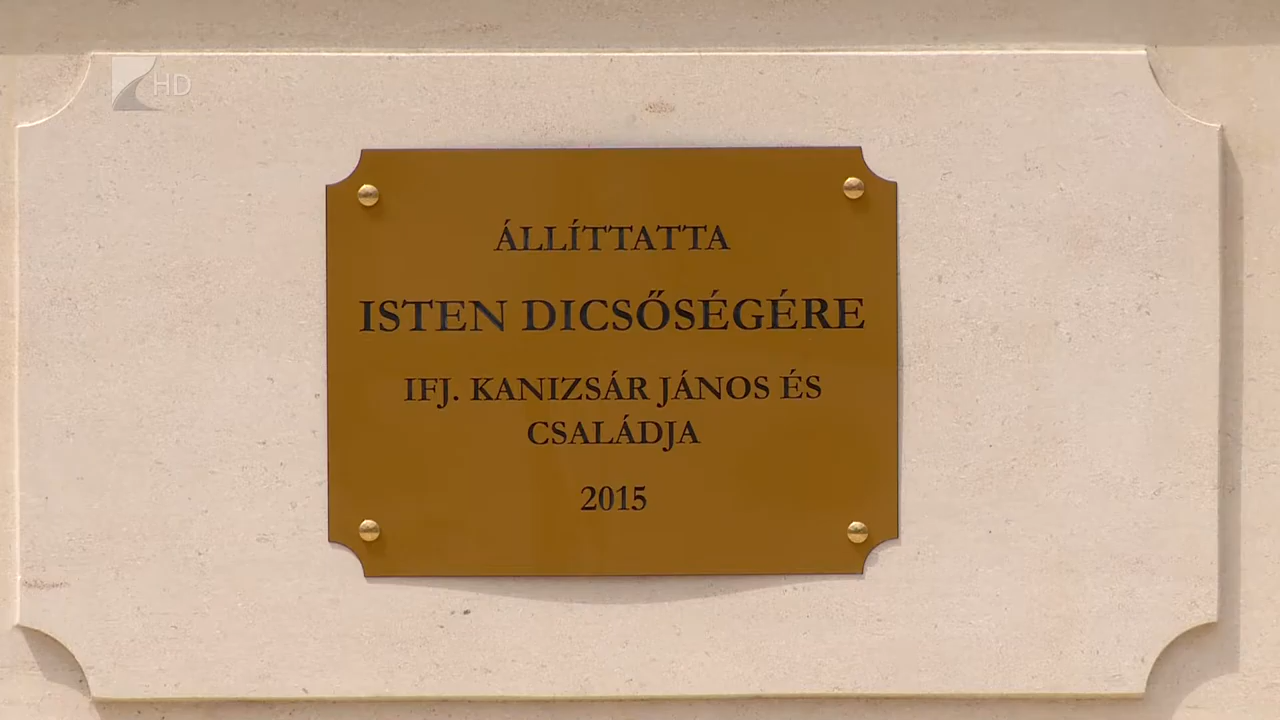 HD
ÁLLÍTTATTA
ISTEN DICSŐSÉGÉRE
IFJ. KANIZSÁR JÁNOS ÉS
CSALÁDJA
2015